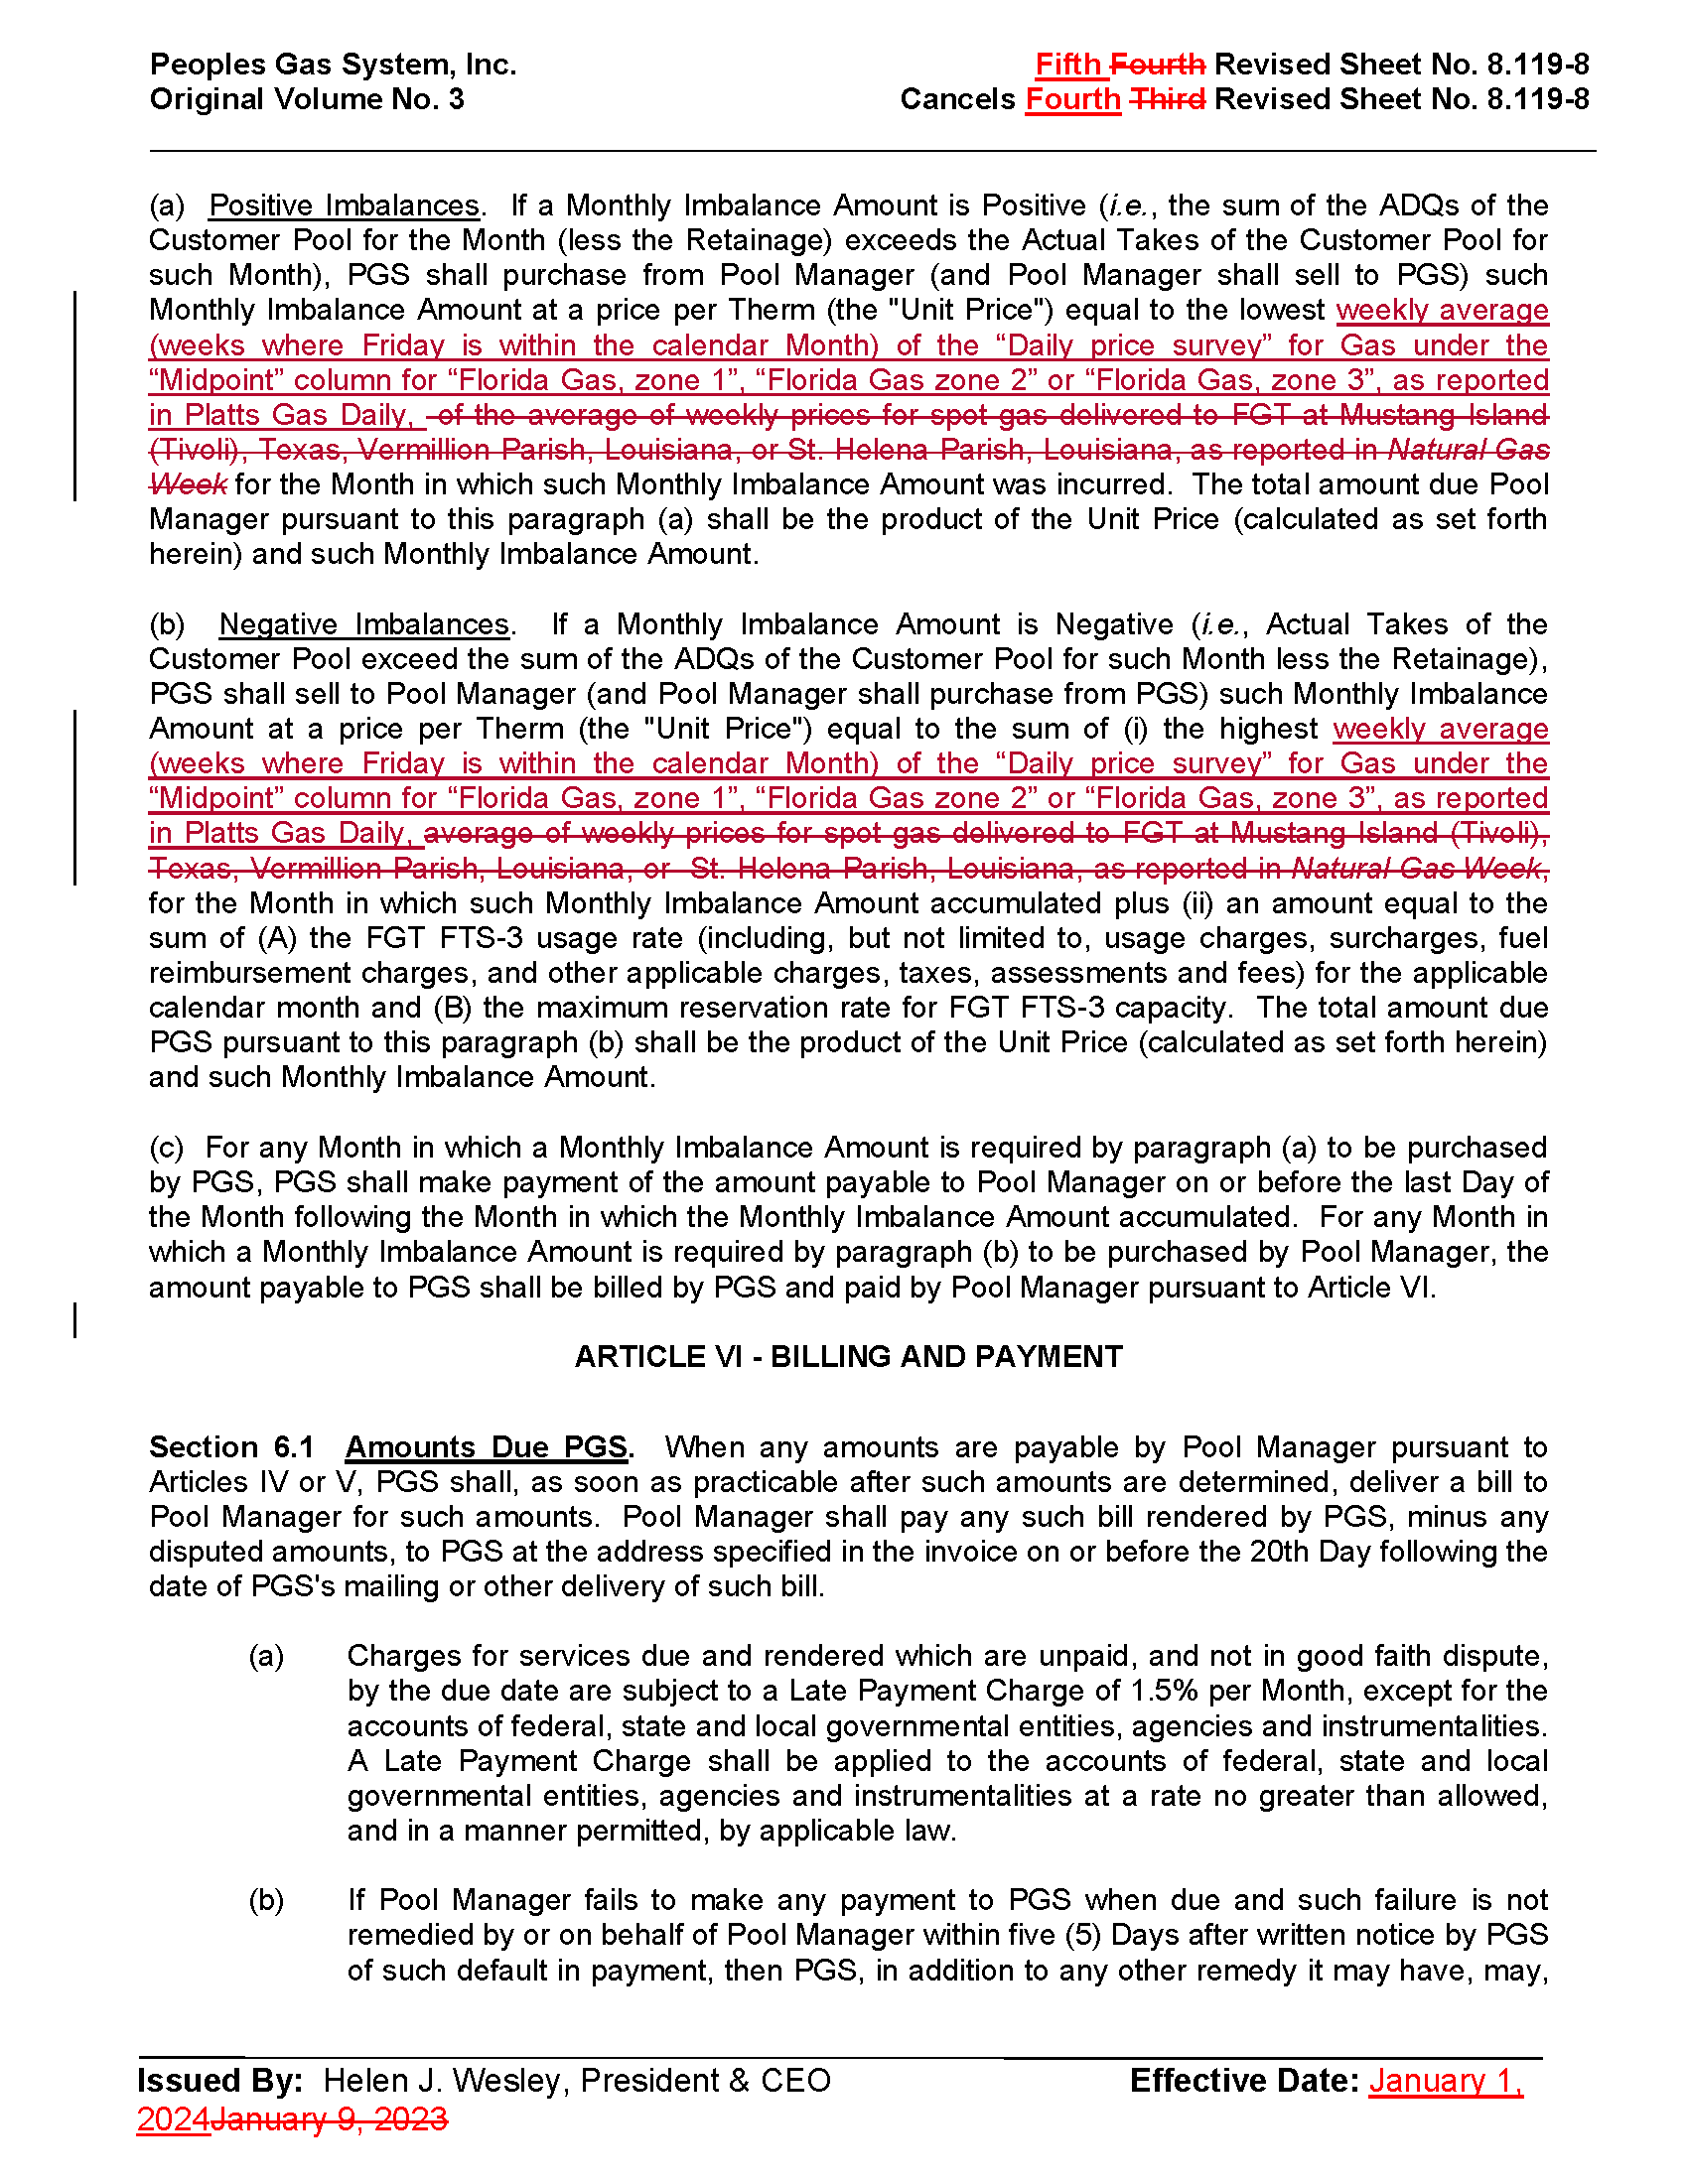 Peoples Gas System, Inc. Fifth Fourth Revised Sheet No. 8.119-8
Original Volume No. 3 Cancels Fourth Third Revised Sheet No. 8.119-8
(a) Positive Imbalances. If a Monthly Imbalance Amount is Positive (i.e., the sum of the ADQs of the
Customer Pool for the Month (less the Retainage) exceeds the Actual Takes of the Customer Pool for
such Month), PGS shall purchase from Pool Manager (and Pool Manager shall sell to PGS) such
Monthly Imbalance Amount at a price per Therm (the "Unit Price") equal to the lowest weekly average
(weeks where Friday is within the calendar Month) of the “Daily price survey” for Gas under the
“Midpoint” column for “Florida Gas, zone 1”, “Florida Gas zone 2” or “Florida Gas, zone 3”, as reported
in Platts Gas Daily, of the average of weekly prices for spot gas delivered to FGT at Mustang Island
(Tivoli), Texas, Vermillion Parish, Louisiana, or St. Helena Parish, Louisiana, as reported in Natural Gas
Week for the Month in which such Monthly Imbalance Amount was incurred. The total amount due Pool
Manager pursuant to this paragraph (a) shall be the product of the Unit Price (calculated as set forth
herein) and such Monthly Imbalance Amount.
(b) Negative Imbalances. If a Monthly Imbalance Amount is Negative (i.e., Actual Takes of the
Customer Pool exceed the sum of the ADQs of the Customer Pool for such Month less the Retainage),
PGS shall sell to Pool Manager (and Pool Manager shall purchase from PGS) such Monthly Imbalance
Amount at a price per Therm (the "Unit Price") equal to the sum of (i) the highest weekly average
(weeks where Friday is within the calendar Month) of the “Daily price survey” for Gas under the
“Midpoint” column for “Florida Gas, zone 1”, “Florida Gas zone 2” or “Florida Gas, zone 3”, as reported
in Platts Gas Daily, average of weekly prices for spot gas delivered to FGT at Mustang Island (Tivoli),
Texas, Vermillion Parish, Louisiana, or St. Helena Parish, Louisiana, as reported in Natural Gas Week,
for the Month in which such Monthly Imbalance Amount accumulated plus (ii) an amount equal to the
sum of (A) the FGT FTS-3 usage rate (including, but not limited to, usage charges, surcharges, fuel
reimbursement charges, and other applicable charges, taxes, assessments and fees) for the applicable
calendar month and (B) the maximum reservation rate for FGT FTS-3 capacity. The total amount due
PGS pursuant to this paragraph (b) shall be the product of the Unit Price (calculated as set forth herein)
and such Monthly Imbalance Amount.
(c) For any Month in which a Monthly Imbalance Amount is required by paragraph (a) to be purchased
by PGS, PGS shall make payment of the amount payable to Pool Manager on or before the last Day of
the Month following the Month in which the Monthly Imbalance Amount accumulated. For any Month in
which a Monthly Imbalance Amount is required by paragraph (b) to be purchased by Pool Manager, the
amount payable to PGS shall be billed by PGS and paid by Pool Manager pursuant to Article VI.
ARTICLE VI - BILLING AND PAYMENT
Section 6.1 Amounts Due PGS. When any amounts are payable by Pool Manager pursuant to
Articles IV or V, PGS shall, as soon as practicable after such amounts are determined, deliver a bill to
Pool Manager for such amounts. Pool Manager shall pay any such bill rendered by PGS, minus any
disputed amounts, to PGS at the address specified in the invoice on or before the 20th Day following the
date of PGS's mailing or other delivery of such bill.
(a) Charges for services due and rendered which are unpaid, and not in good faith dispute,
by the due date are subject to a Late Payment Charge of 1.5% per Month, except for the
accounts of federal, state and local governmental entities, agencies and instrumentalities.
A Late Payment Charge shall be applied to the accounts of federal, state and local
governmental entities, agencies and instrumentalities at a rate no greater than allowed,
and in a manner permitted, by applicable law.
(b) If Pool Manager fails to make any payment to PGS when due and such failure is not
remedied by or on behalf of Pool Manager within five (5) Days after written notice by PGS
of such default in payment, then PGS, in addition to any other remedy it may have, may,
Issued By: Helen J. Wesley, President & CEO Effective Date: January 1,
2024January 9, 2023